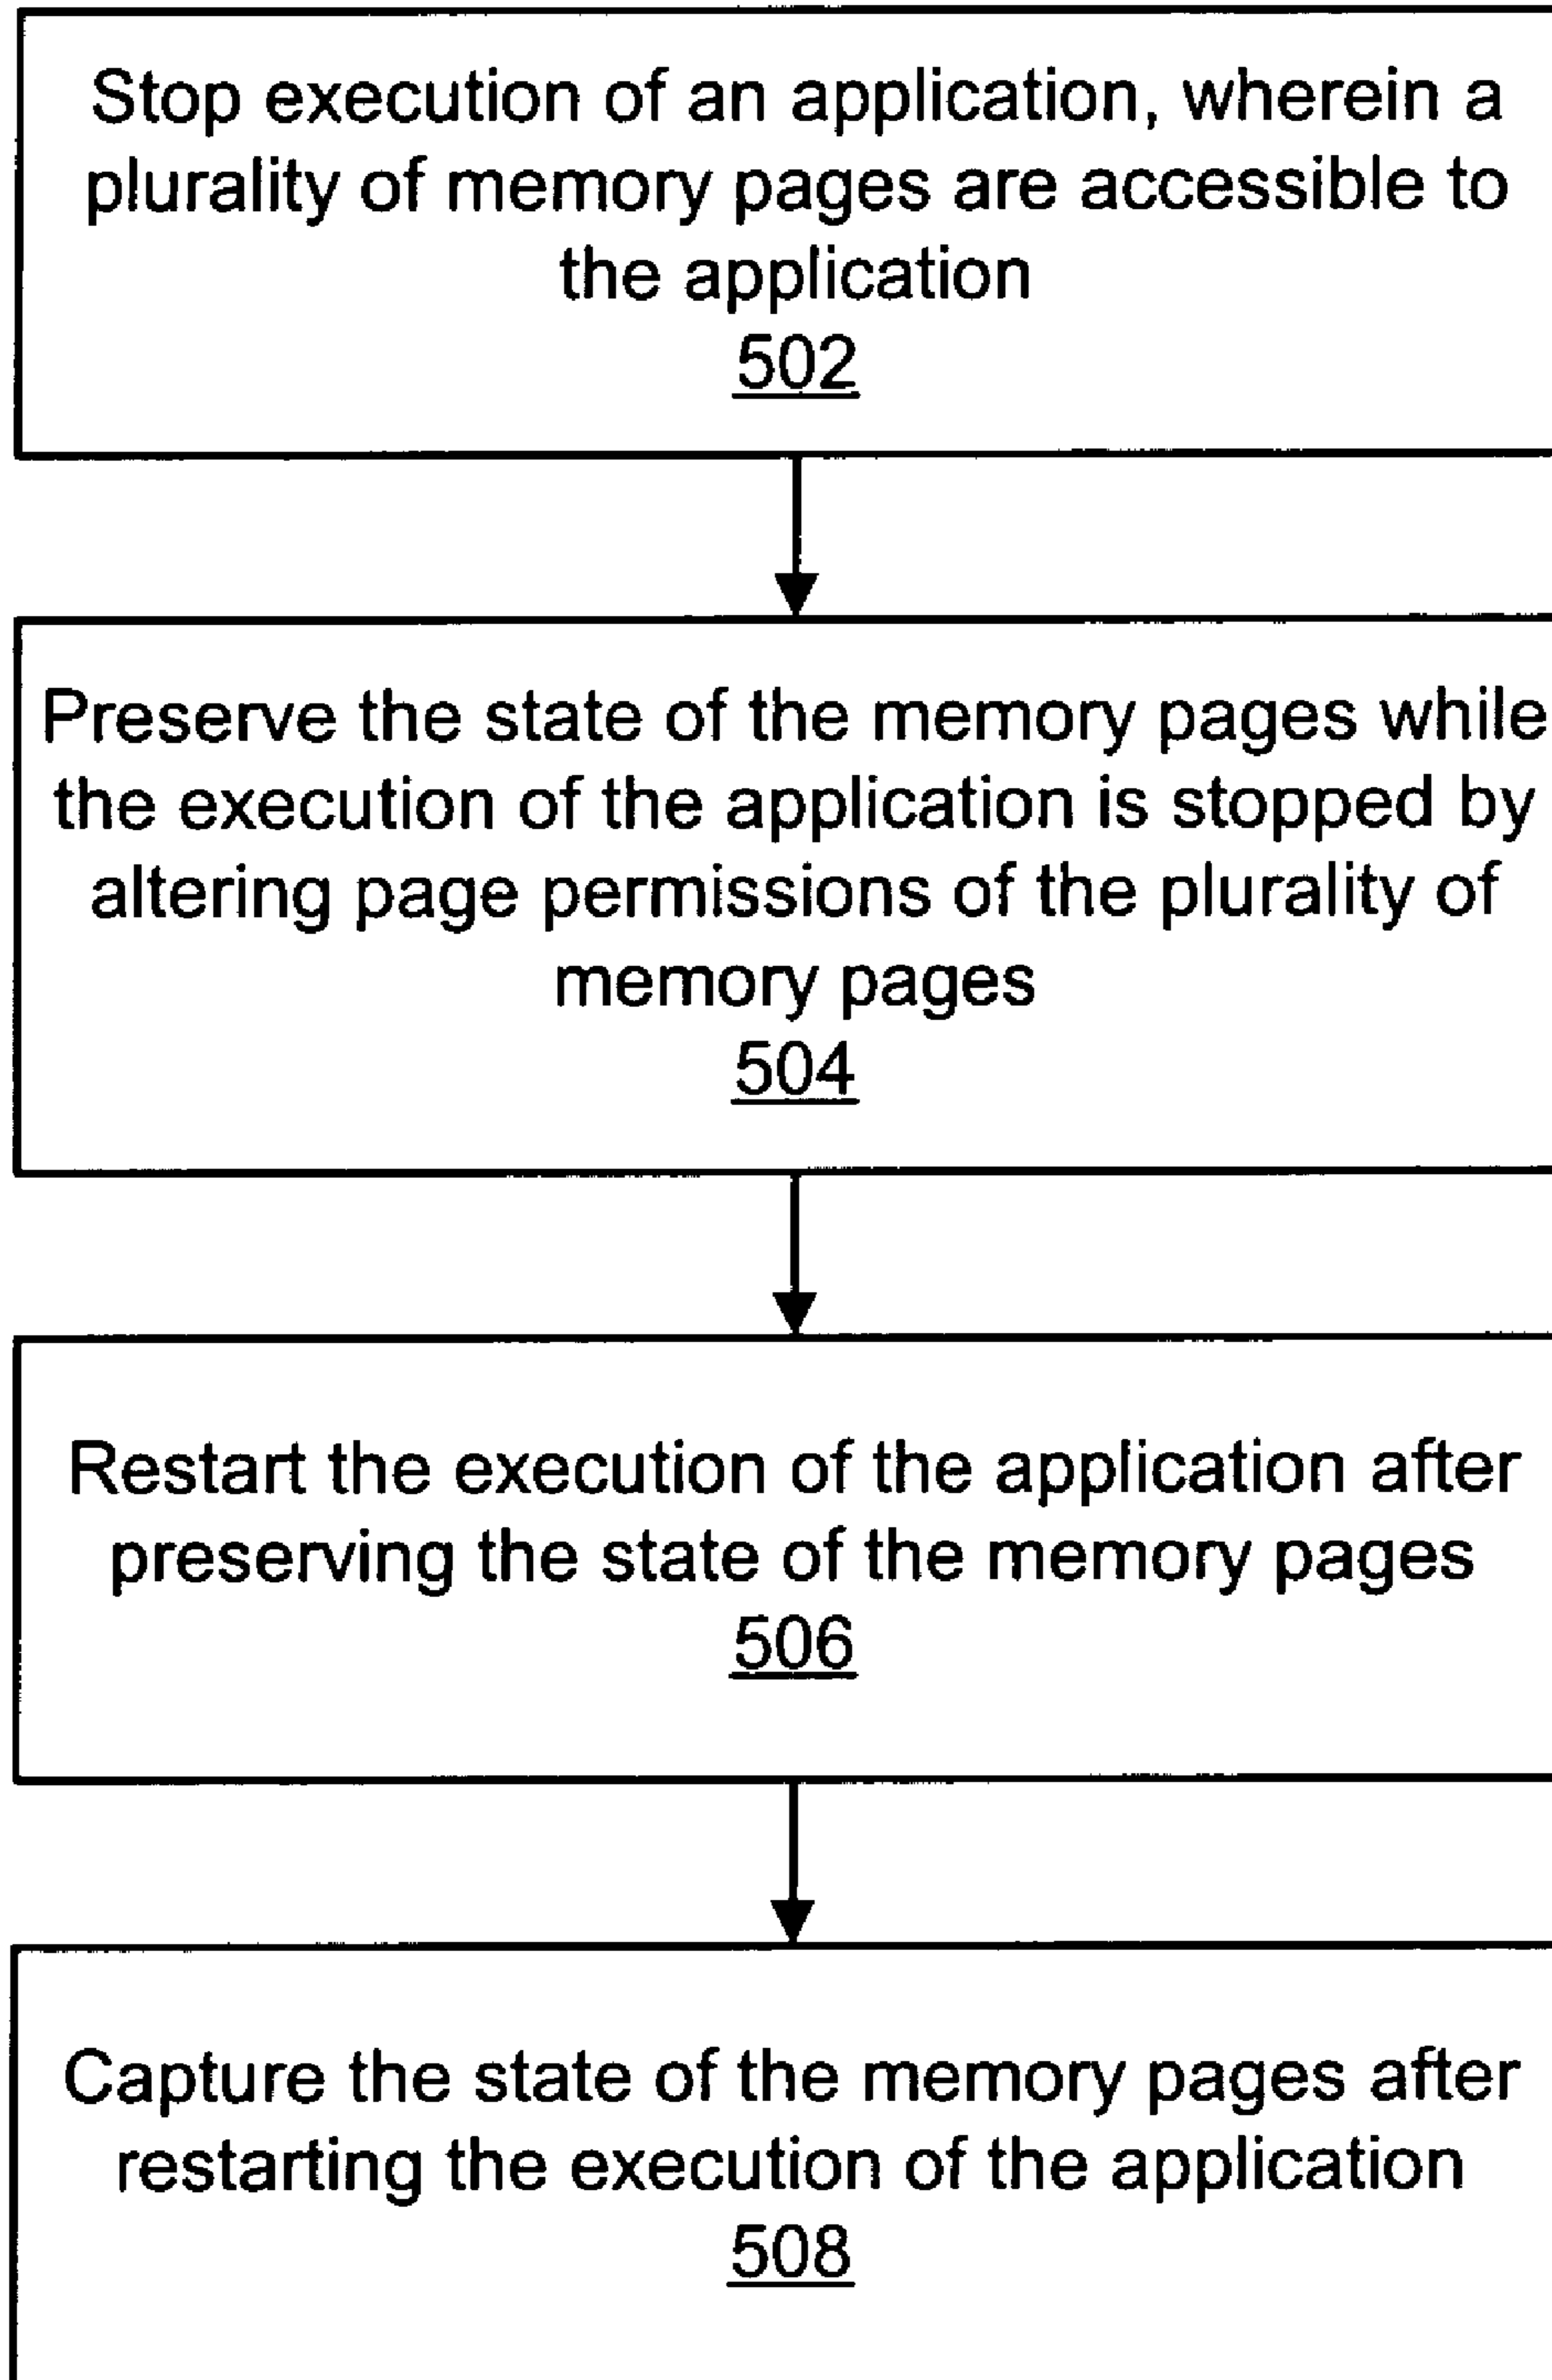 Stop execution of an application, wherein a
plurality of memory pages are accessible to
the application
502
Preserve the state of the memory pages while
the execution of the application is stopped by
altering page permissions of the plurality of
memory pages
504
Restart the execution of the application after
preserving the state of the memory pages
506
Capture the state of the memory pages after
restarting the execution of the application
508